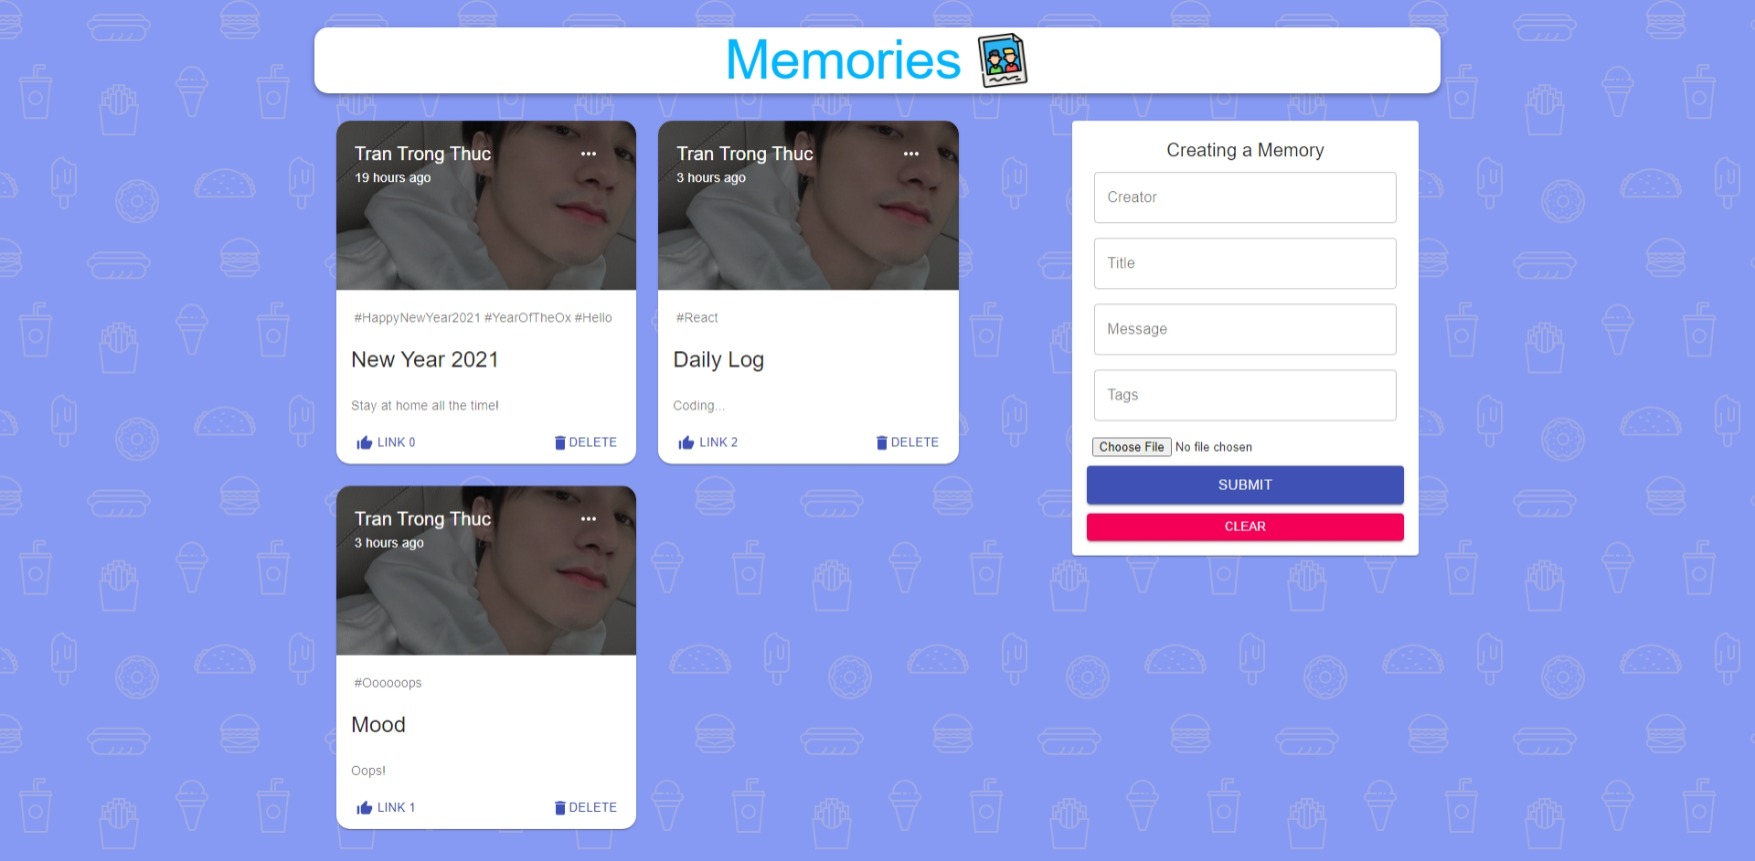 Memories
Tran Trong Thuc
19 hours ago
#HappyNewYear2021 #YearOfTheOx #Hello
New Year 2021
Stay at home all the time!
LINK 0 DELETE
Tran Trong Thuc
3 hours ago
#React
Daily Log
Coding...
LINK 2 DELETE
Tran Trong Thuc
3 hours ago
#Oooooops
Mood
Oops!
LINK 1 DELETE
Creating a Memory
Creator
Title
Message
Tags
Choose File No file chosen
SUBMIT
CLEAR